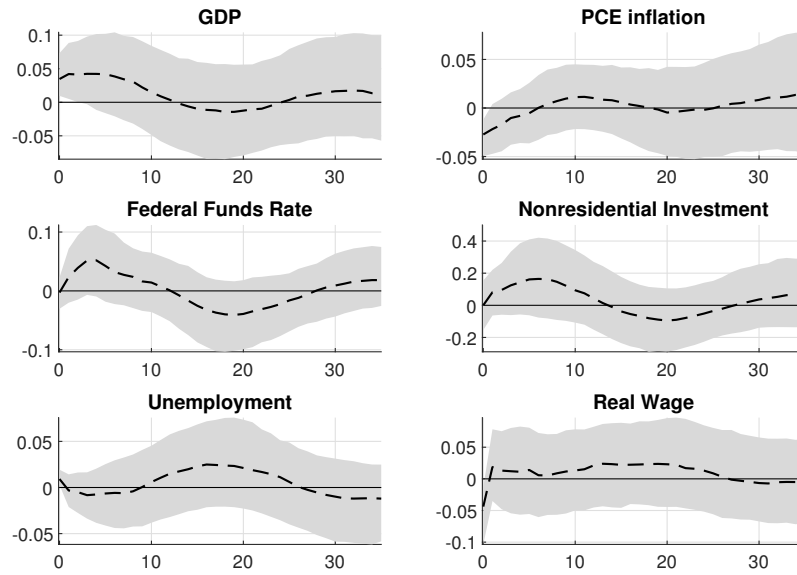 GDP
0.1
0.05
0
-0.05
0 10 20 30
PCE inflation
0.05
0
-0.05
0 10 20 30
Federal Funds Rate
0.1
0
-0.1
0 10 20 30
Nonresidential Investment
0.4
0.2
0
-0.2
0 10 20 30
Unemployment
0.05
0
-0.05
0 10 20 30
Real Wage
0.05
0
-0.05
-0.1
0 10 20 30